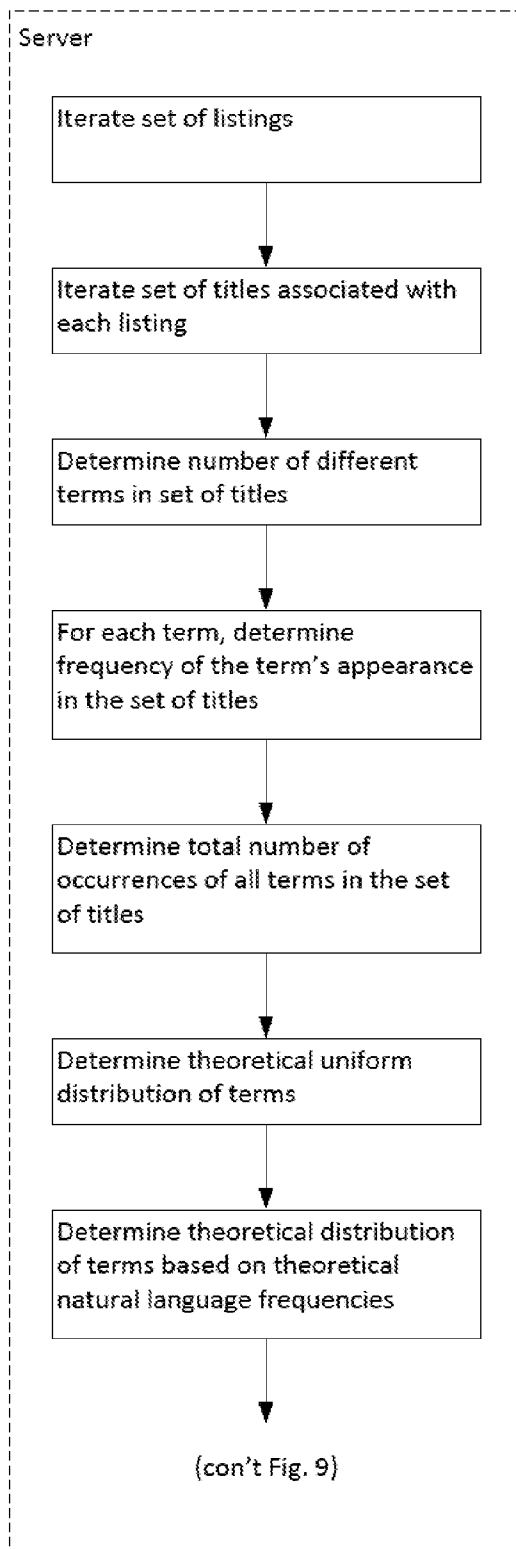 Server
Iterate set of listings
Iterate set of titles associated with
each listing
Determine number of different
terms in set of titles
For each term, determine
frequency of the term's appearance
in the set of titles
Determine total number of
occurrences of all terms in the set
of titles
Determine theoretical uniform
distribution of terms
Determine theoretical distribution
of terms based on theoretical
natural language frequencies
(con't Fig. 9)